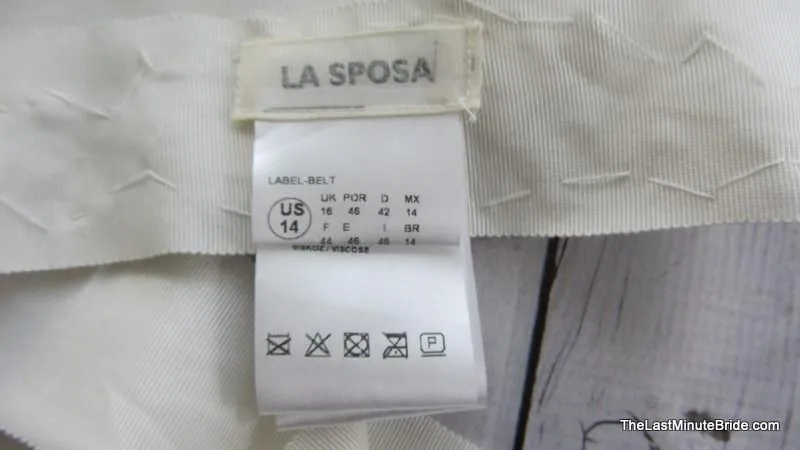 LA SPOSA
LABEL-BELT
US 14
UK POR D MX
16 46 42 14
F E I BR
44 46 46 14
VISKOZ / VISCOSE
P
TheLastMinuteBride.com